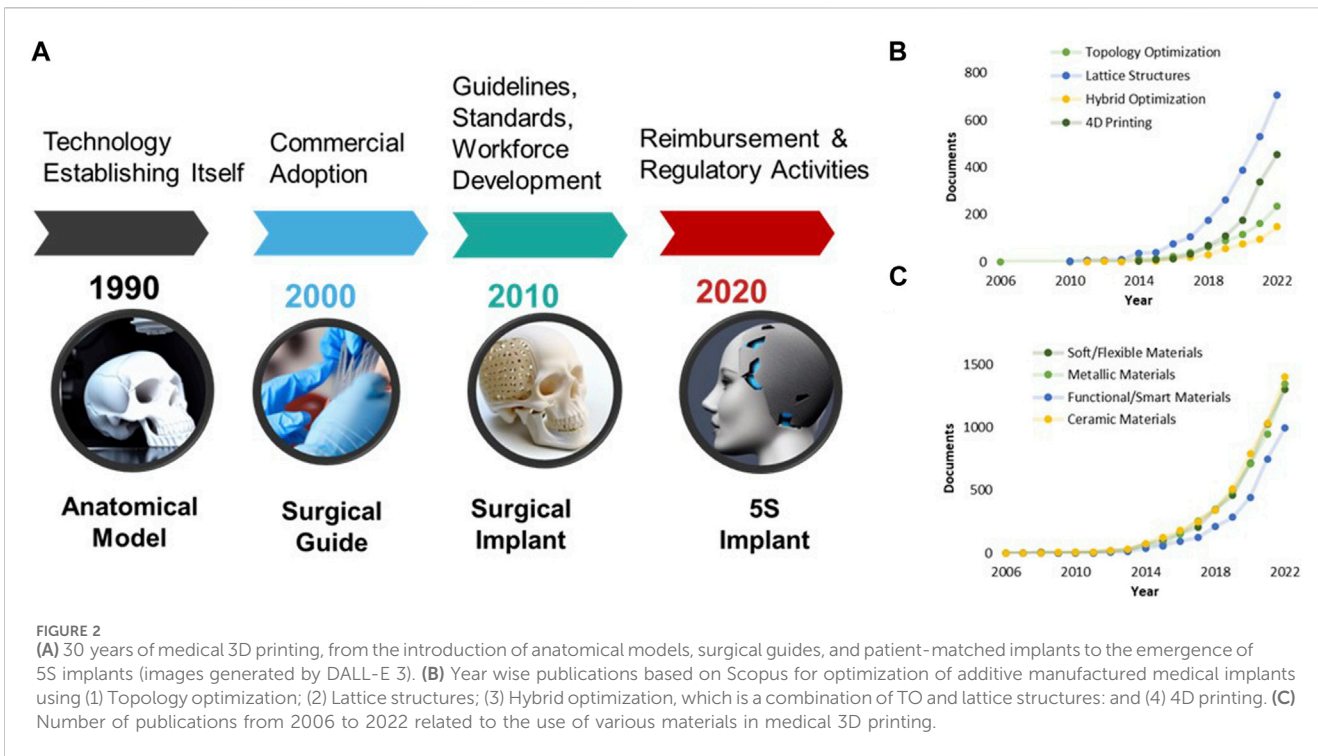 A
Technology
Establishing Itself
Commercial
Adoption
Guidelines,
Standards,
Workforce
Development
Reimbursement &
Regulatory Activities
1990
2000
2010
2020
Anatomical
Model
Surgical
Guide
Surgical
Implant
5S
Implant
B
Topology Optimization
Lattice Structures
Hybrid Optimization
4D Printing
800
600
400
200
0
Documents
2006
2010
2014
2018
2022
Year
C
Soft/Flexible Materials
Metallic Materials
Functional/Smart Materials
Ceramic Materials
1500
1000
500
0
Documents
2006
2010
2014
2018
2022
Year
FIGURE 2
(A) 30 years of medical 3D printing, from the introduction of anatomical models, surgical guides, and patient-matched implants to the emergence of
5S implants (images generated by DALL-E 3). (B) Year wise publications based on Scopus for optimization of additive manufactured medical implants
using (1) Topology optimization; (2) Lattice structures; (3) Hybrid optimization, which is a combination of TO and lattice structures: and (4) 4D printing. (C)
Number of publications from 2006 to 2022 related to the use of various materials in medical 3D printing.